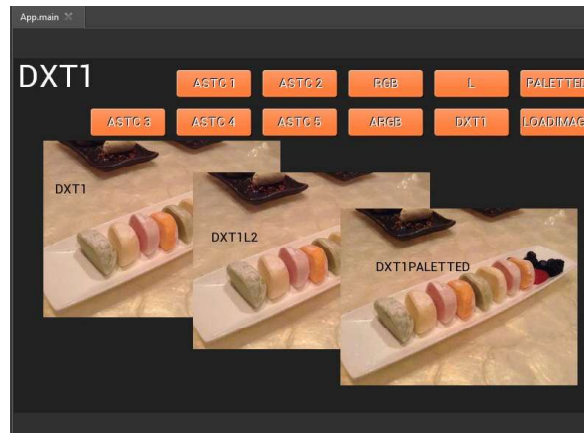 App.main
DXT1
ASTC 1 ASTC 2 RGB L PALETTED
ASTC 3 ASTC 4 ASTC 5 ARGB DXT1 LOADIMAG
DXT1
DXT1L2
DXT1PALETTED